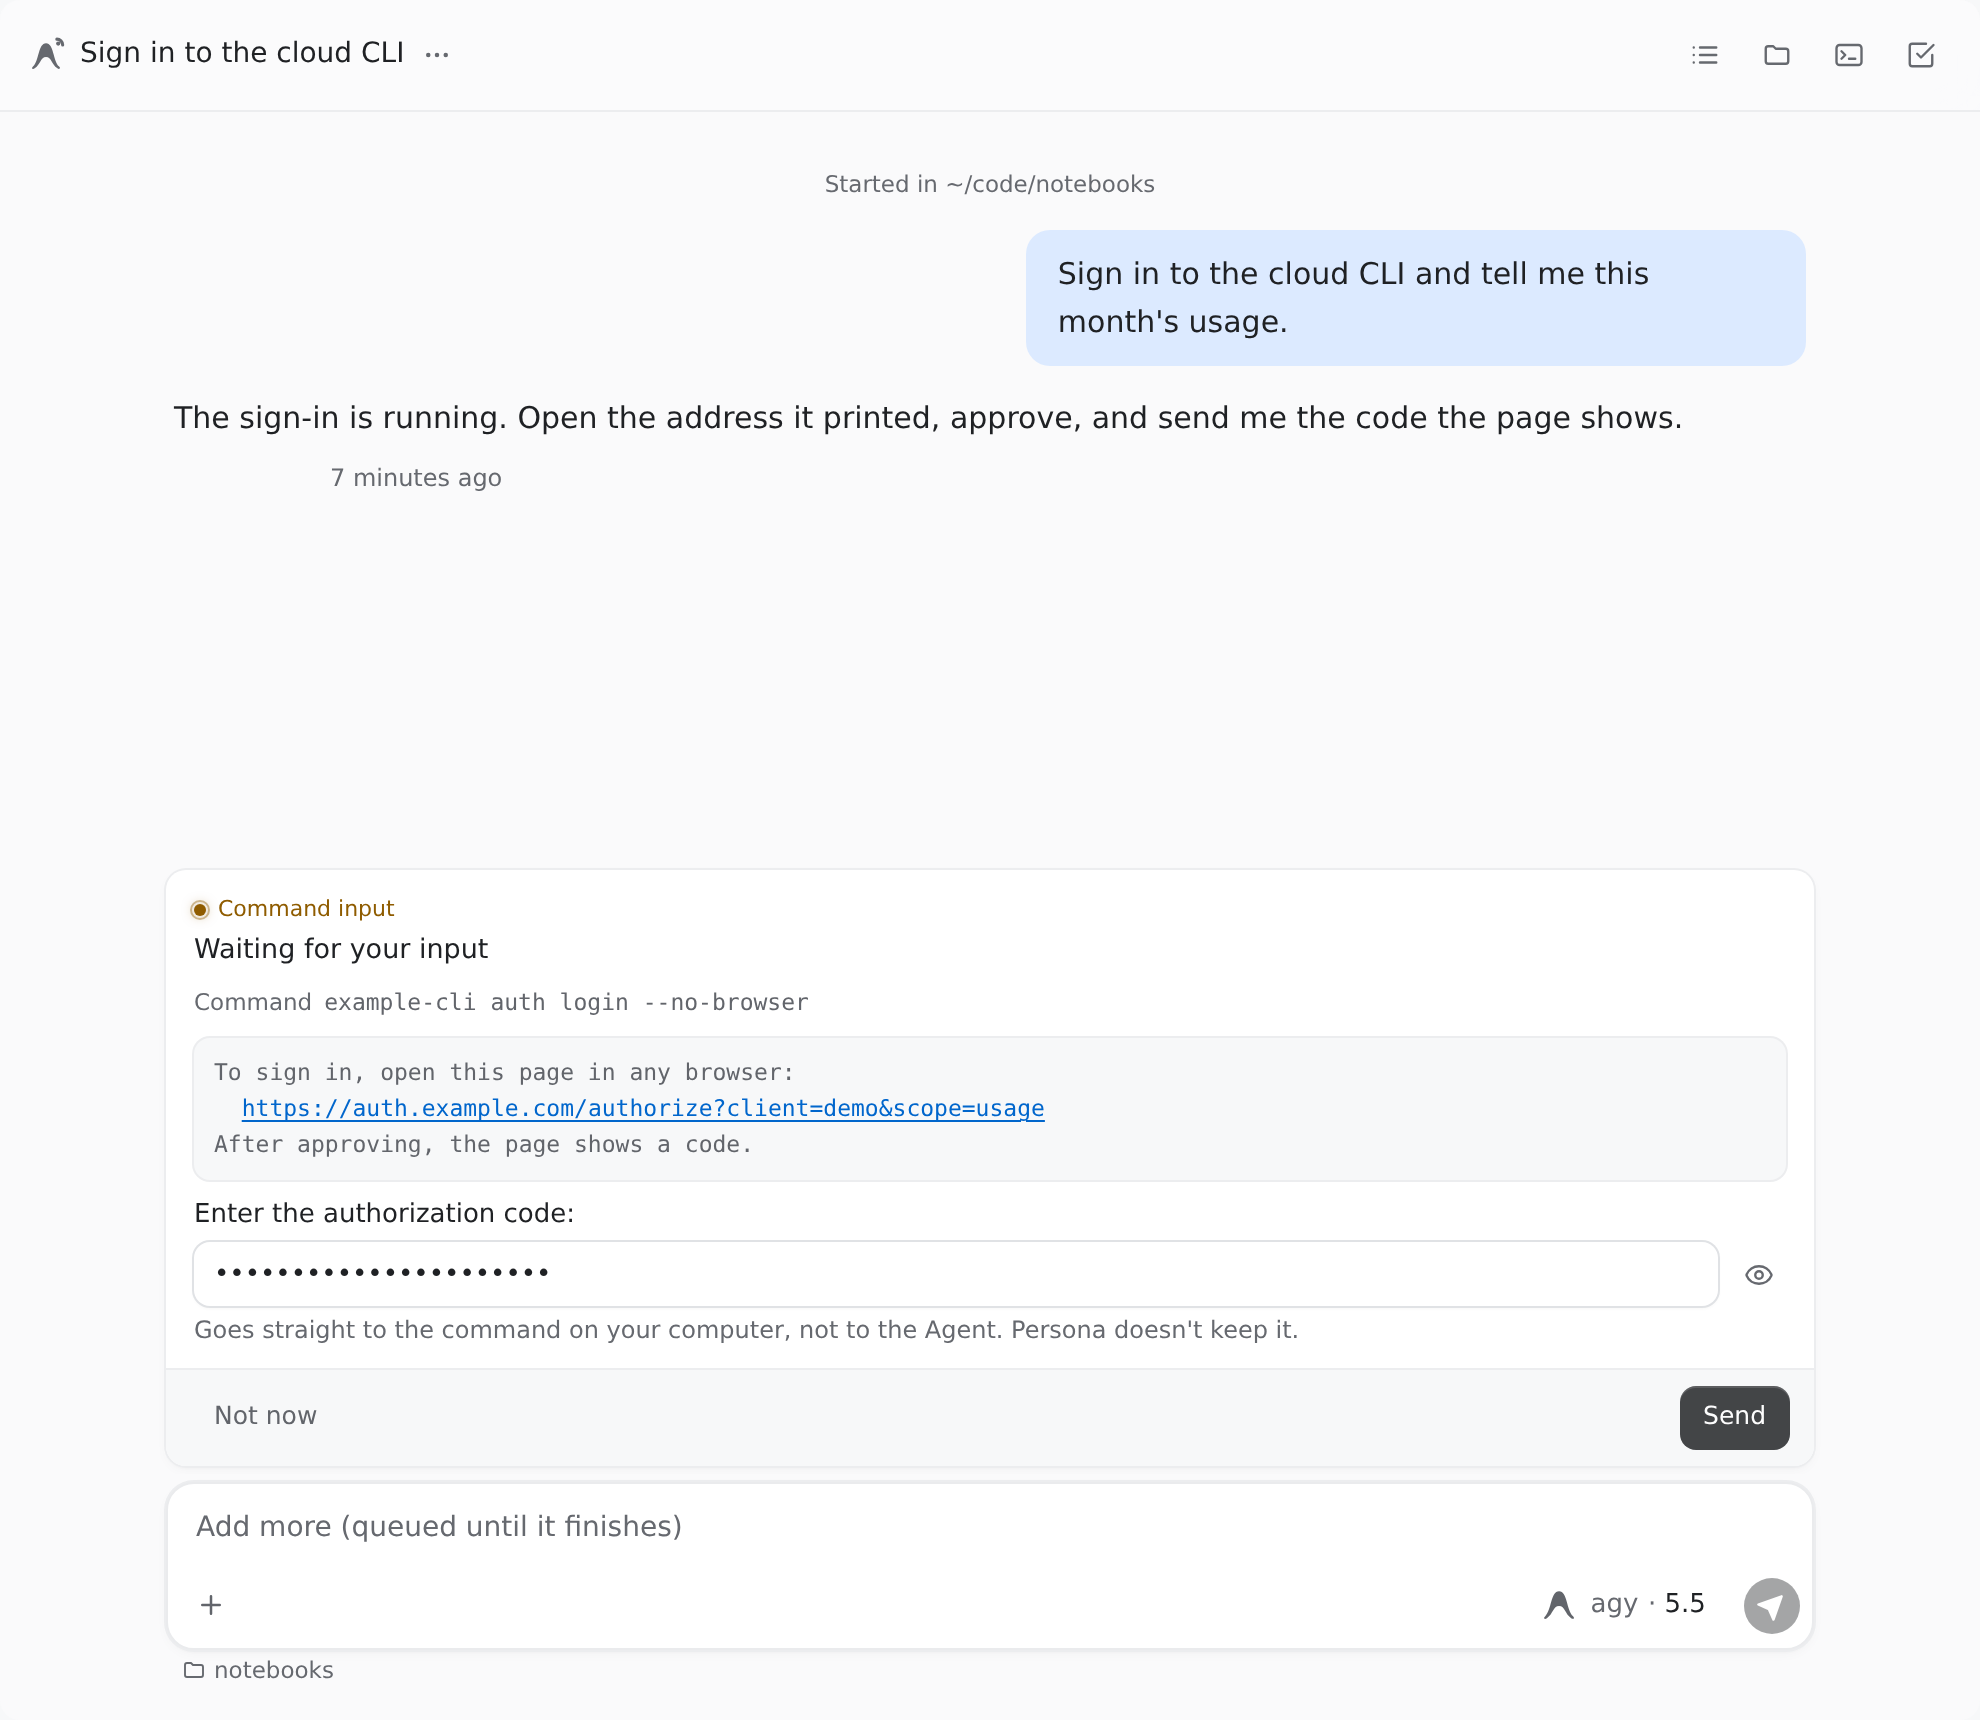 Sign in to the cloud CLI
Started in ~/code/notebooks
Sign in to the cloud CLI and tell me this
month's usage.
The sign-in is running. Open the address it printed, approve, and send me the code the page shows.
7 minutes ago
Command input
Waiting for your input
Command example-cli auth login --no-browser
To sign in, open this page in any browser:
https://auth.example.com/authorize?client=demo&scope=usage
After approving, the page shows a code.
Enter the authorization code:
••••••••••••••••••••••
Goes straight to the command on your computer, not to the Agent. Persona doesn't keep it.
Not now
Send
Add more (queued until it finishes)
agy · 5.5
notebooks